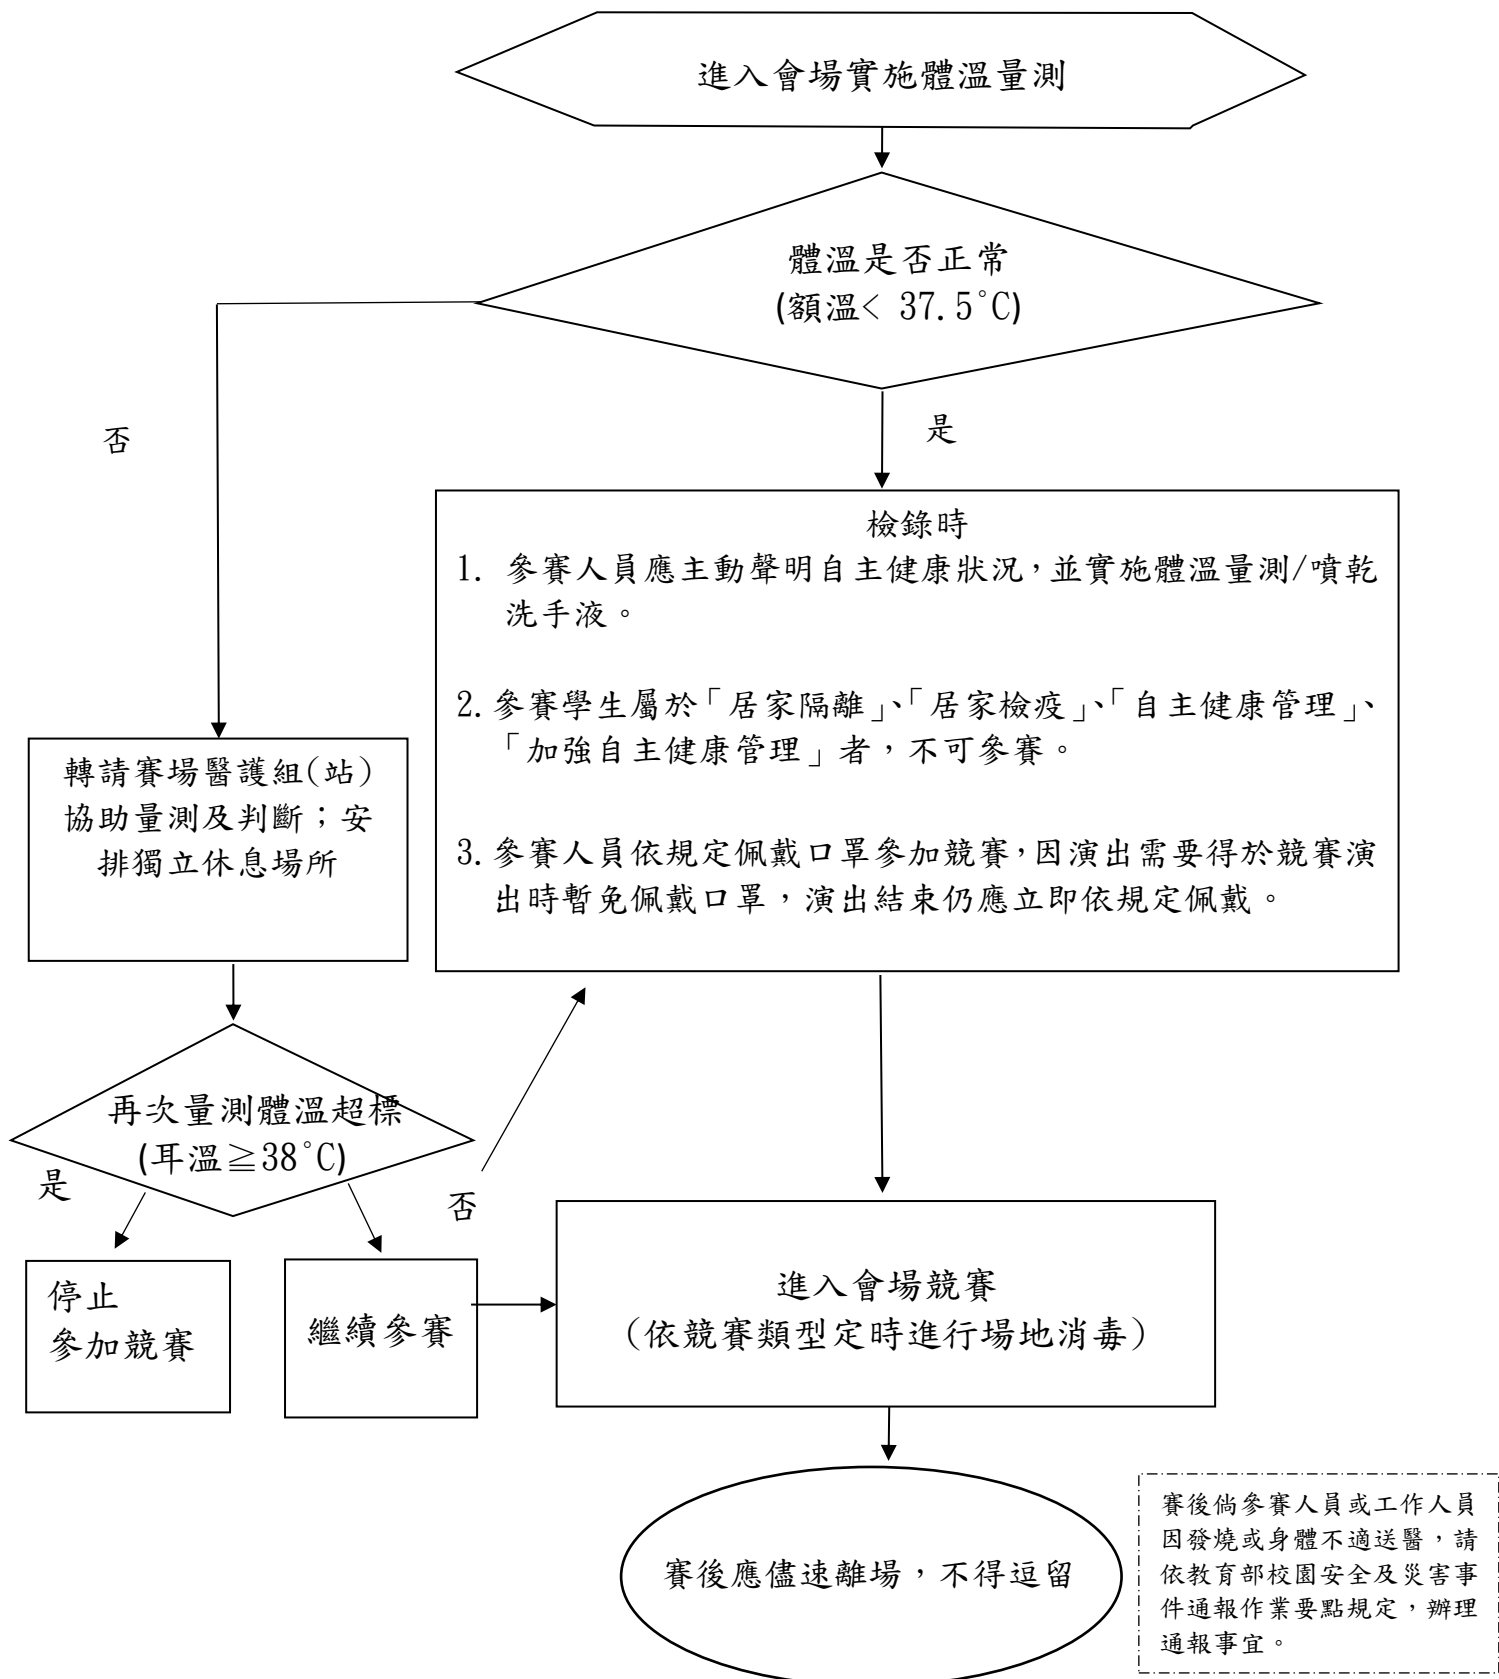 進入會場實施體溫量測
體溫是否正常
(額溫< 37.5°C)
否
是
檢錄時
1. 參賽人員應主動聲明自主健康狀況，並實施體溫量測/噴乾
洗手液。
2. 參賽學生屬於「居家隔離」、「居家檢疫」、「自主健康管理」、
「加強自主健康管理」者，不可參賽。
3. 參賽人員依規定佩戴口罩參加競賽，因演出需要得於競賽演
出時暫免佩戴口罩，演出結束仍應立即依規定佩戴。
轉請賽場醫護組(站)
協助量測及判斷；安
排獨立休息場所
再次量測體溫超標
(耳溫≧38°C)
是
否
停止
參加競賽
繼續參賽
進入會場競賽
（依競賽類型定時進行場地消毒）
賽後應儘速離場，不得逗留
賽後倘參賽人員或工作人員
因發燒或身體不適送醫，請
依教育部校園安全及災害事
件通報作業要點規定，辦理
通報事宜。